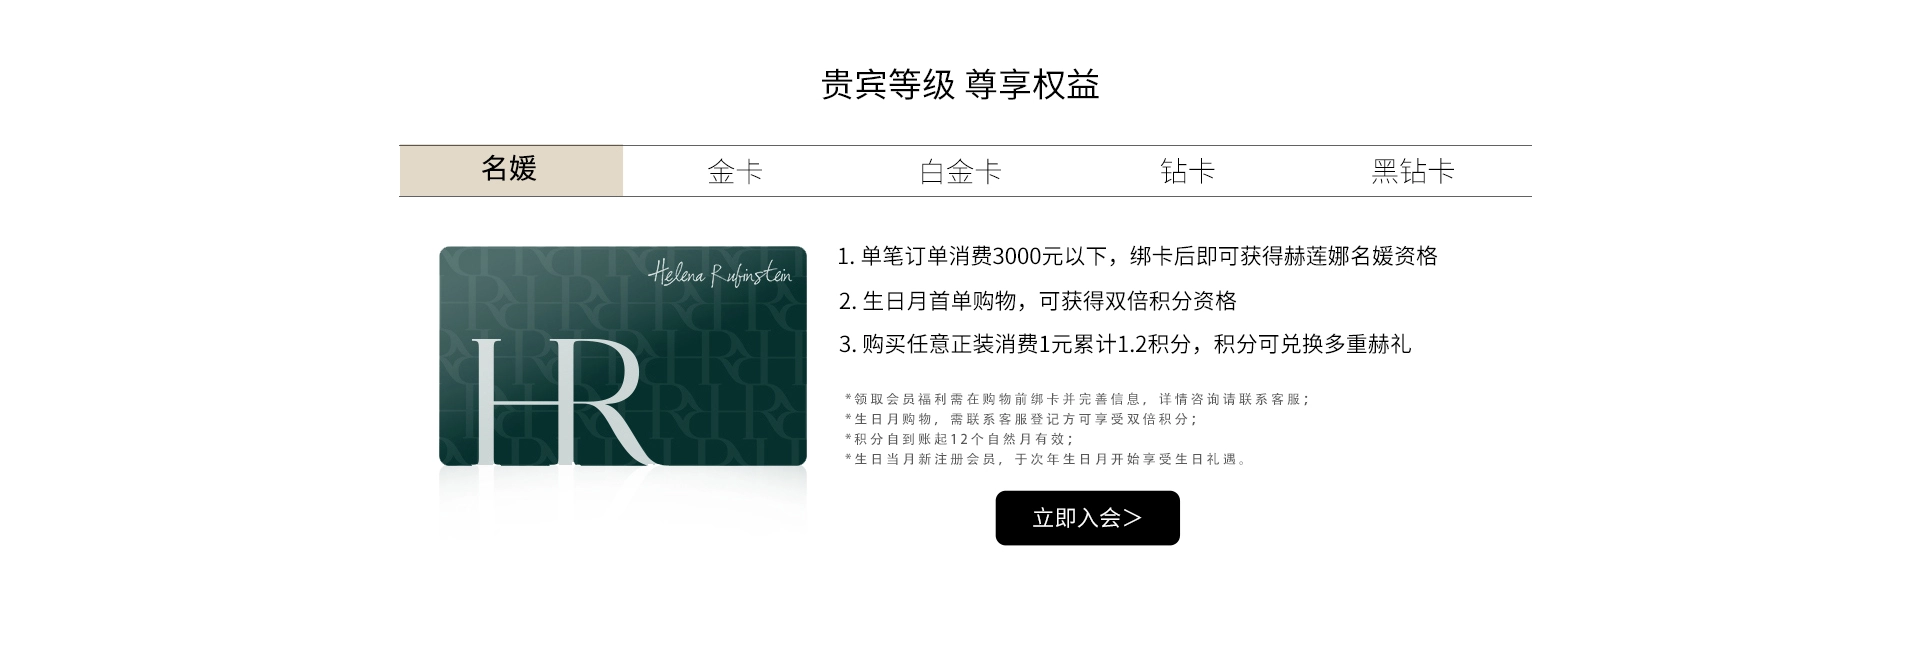 贵宾等级 尊享权益
名媛 金卡 白金卡 钻卡 黑钻卡
Helena Rubinstein
HR
1. 单笔订单消费3000元以下，绑卡后即可获得赫莲娜名媛资格
2. 生日月首单购物，可获得双倍积分资格
3. 购买任意正装消费1元累计1.2积分，积分可兑换多重赫礼
*领取会员福利需在购物前绑卡并完善信息，详情咨询请联系客服；
*生日月购物，需联系客服登记方可享受双倍积分；
*积分自到账起12个自然月有效；
*生日当月新注册会员，于次年生日月开始享受生日礼遇。
立即入会＞